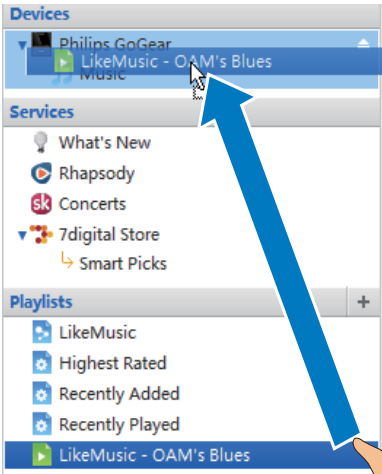 Devices
Philips GoGear
LikeMusic - OAM's Blues
Music
Services
What's New
Rhapsody
sk Concerts
7digital Store
Smart Picks
Playlists +
LikeMusic
Highest Rated
Recently Added
Recently Played
LikeMusic - OAM's Blues